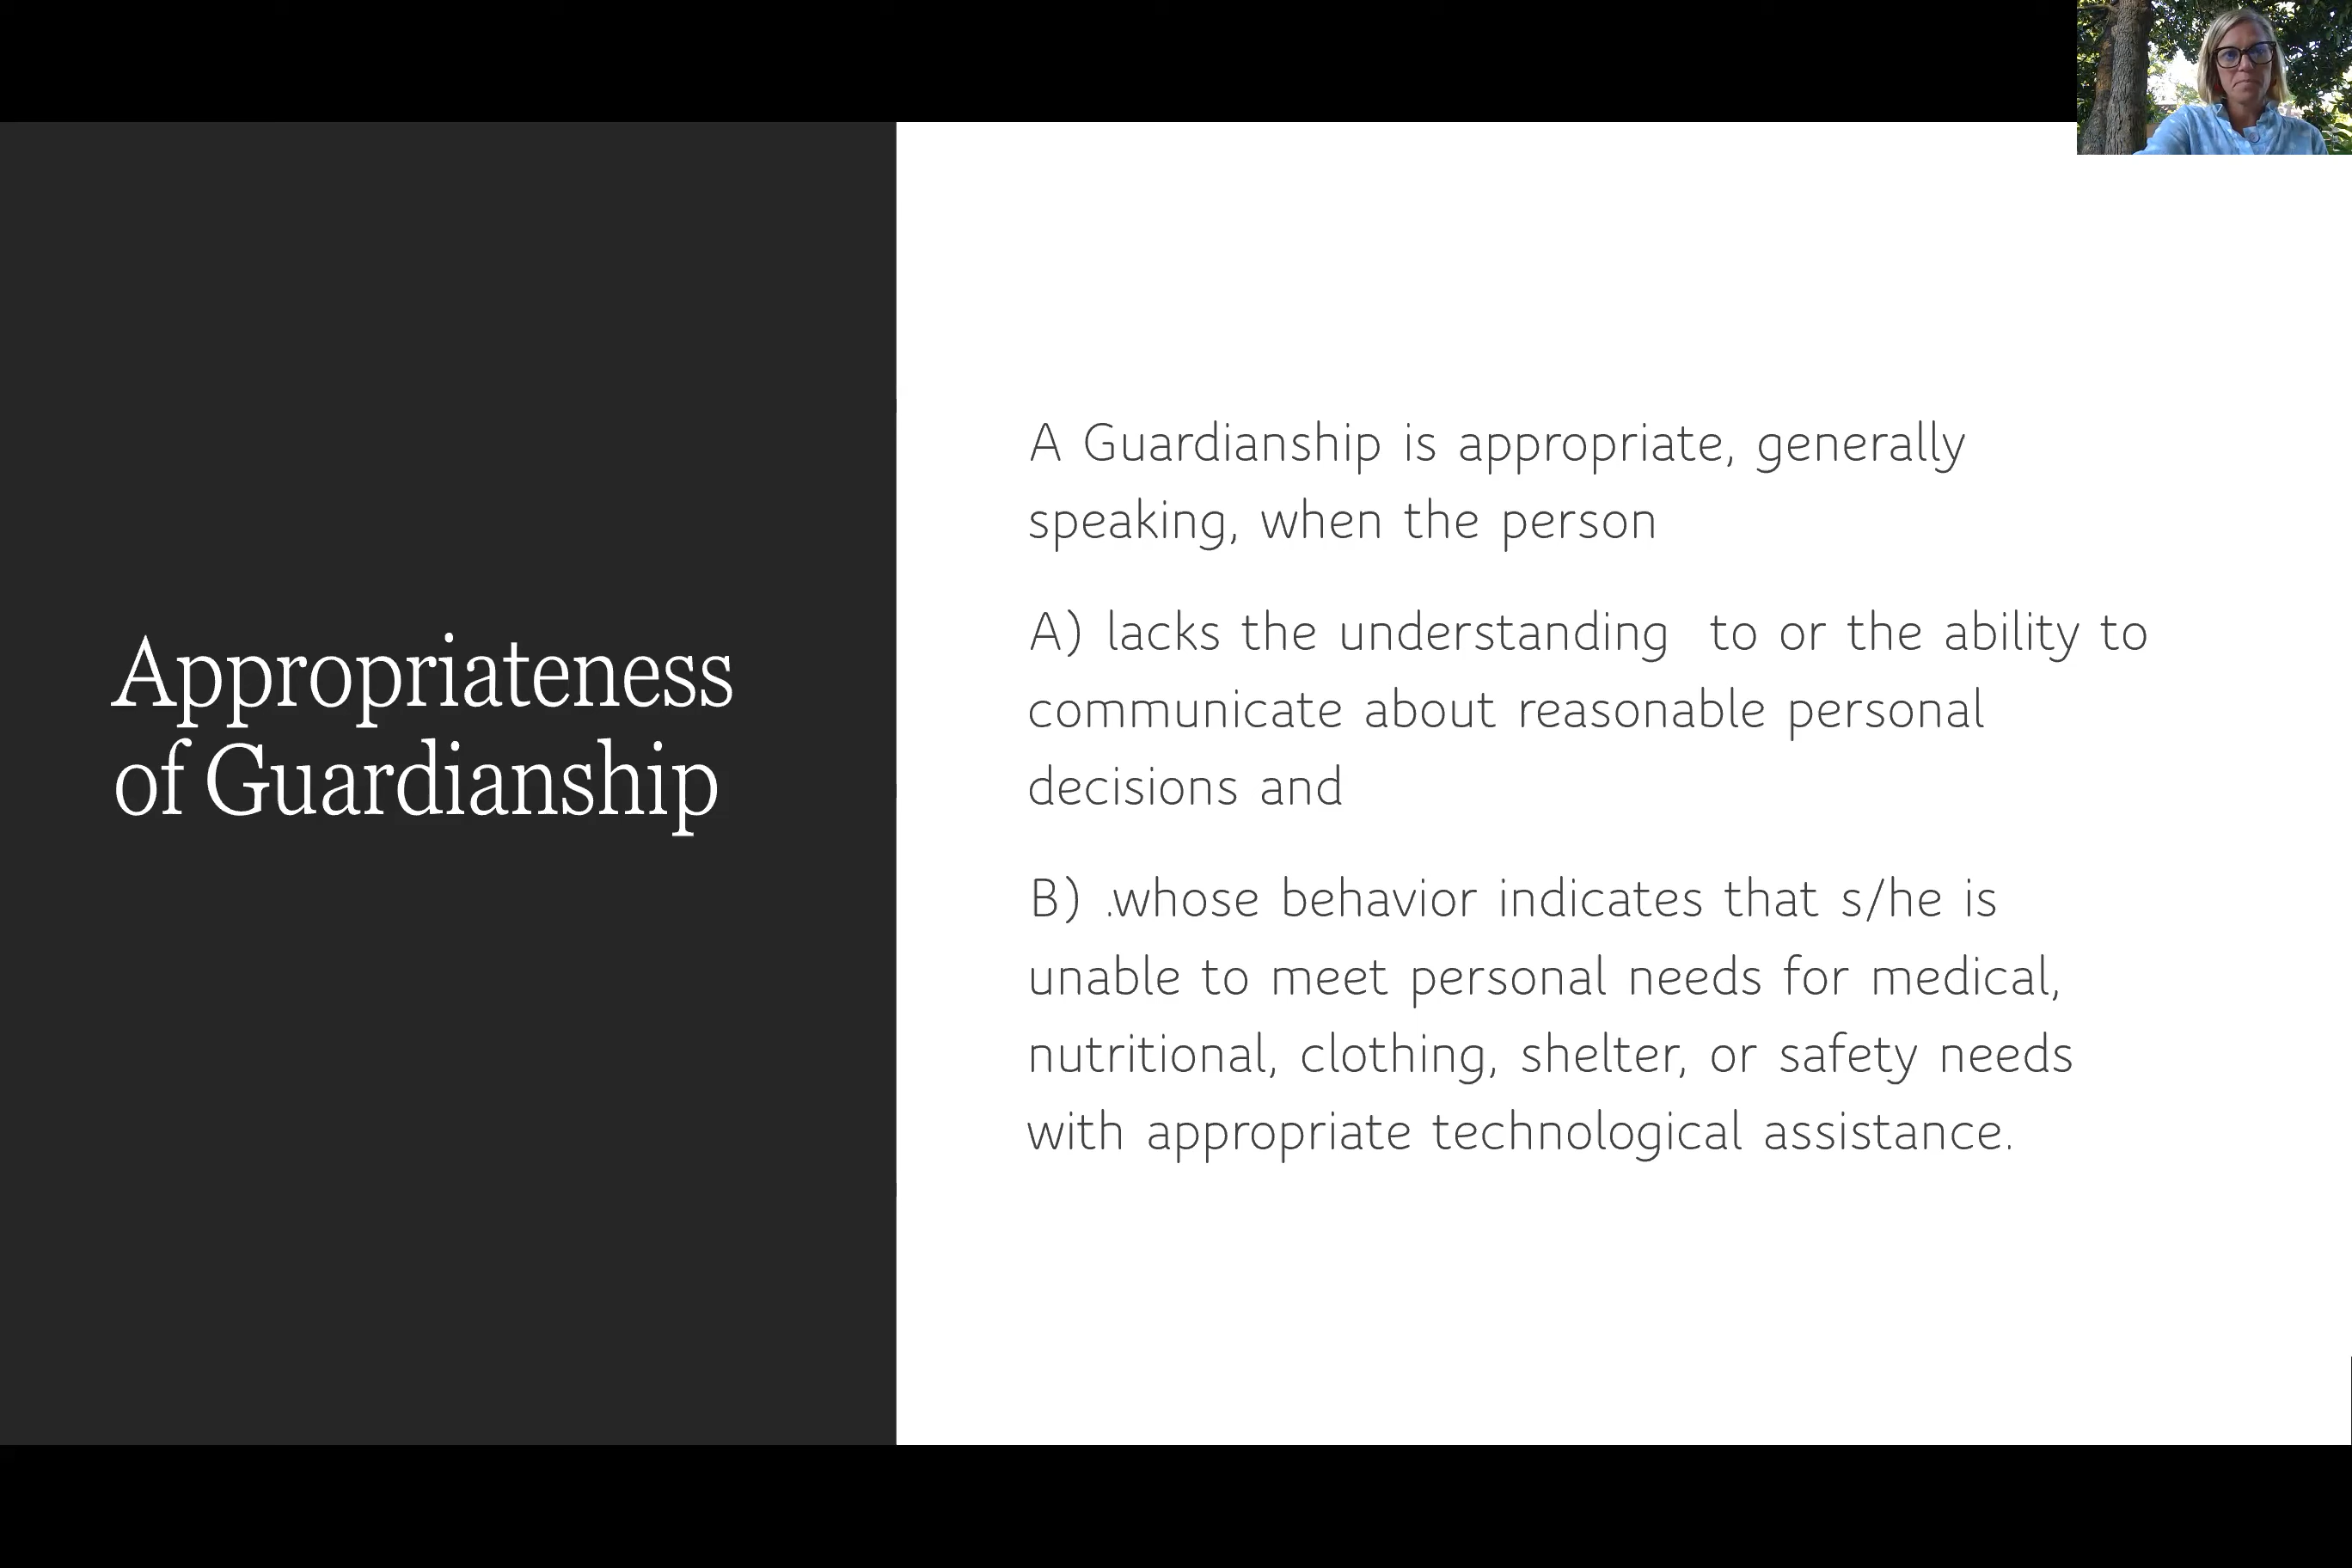 Appropriateness
of Guardianship
A Guardianship is appropriate, generally
speaking, when the person
A) lacks the understanding  to or the ability to
communicate about reasonable personal
decisions and
B) .whose behavior indicates that s/he is
unable to meet personal needs for medical,
nutritional, clothing, shelter, or safety needs
with appropriate technological assistance.